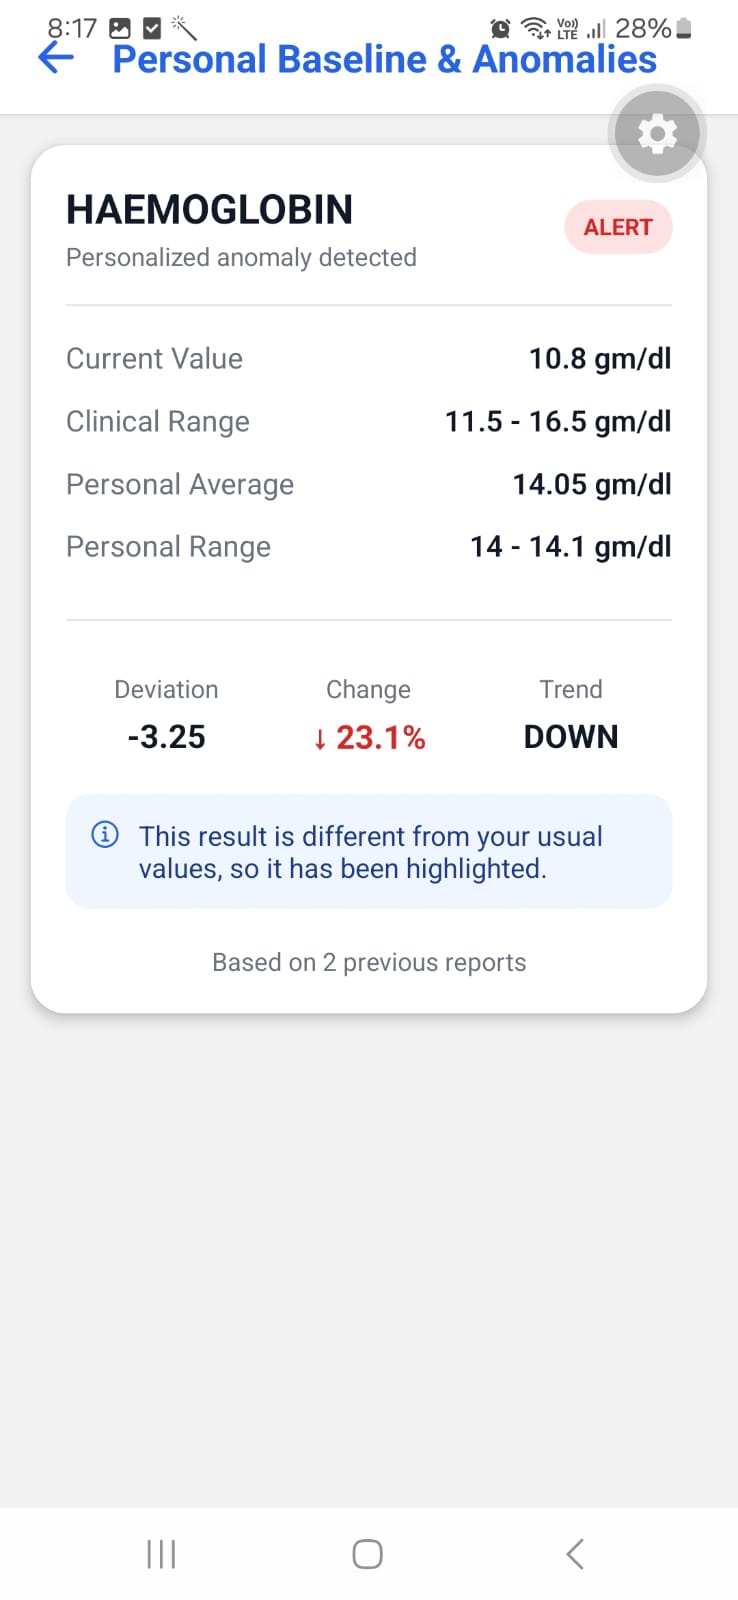 8:17 Vo)) LTE 28%
Personal Baseline & Anomalies
HAEMOGLOBIN
ALERT
Personalized anomaly detected
Current Value 10.8 gm/dl
Clinical Range 11.5 - 16.5 gm/dl
Personal Average 14.05 gm/dl
Personal Range 14 - 14.1 gm/dl
Deviation Change Trend
-3.25 ↓ 23.1% DOWN
This result is different from your usual
values, so it has been highlighted.
Based on 2 previous reports